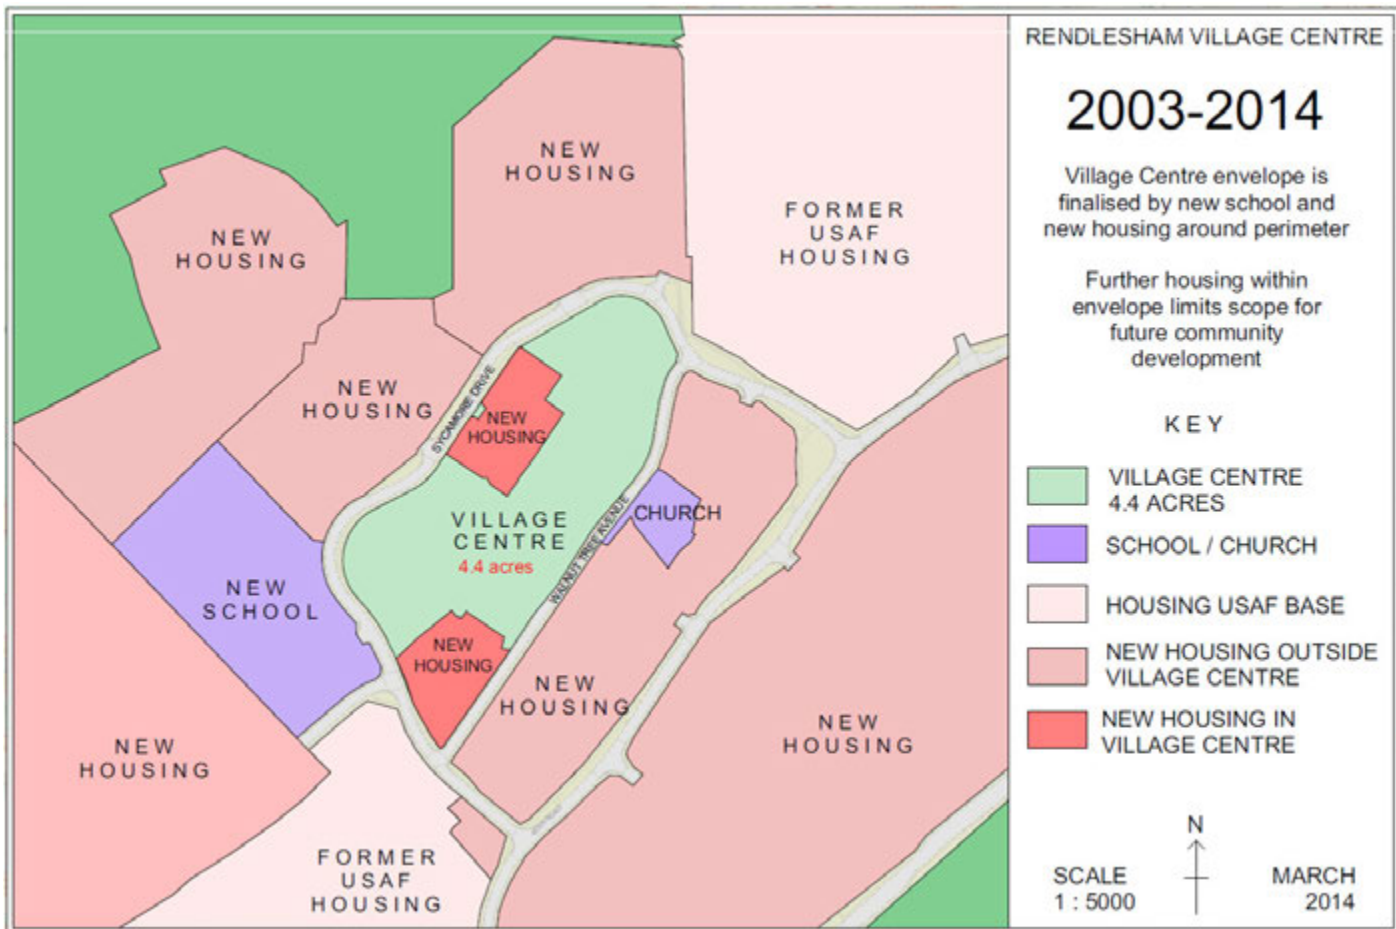 RENDLESHAM VILLAGE CENTRE
2003-2014
Village Centre envelope is
finalised by new school and
new housing around perimeter
Further housing within
envelope limits scope for
future community
development
KEY
VILLAGE CENTRE
4.4 ACRES
SCHOOL / CHURCH
HOUSING USAF BASE
NEW HOUSING OUTSIDE
VILLAGE CENTRE
NEW HOUSING IN
VILLAGE CENTRE
N
SCALE
1 : 5000
MARCH
2014
NEW
HOUSING
NEW
HOUSING
FORMER
USAF
HOUSING
NEW
HOUSING
SYCAMORE DRIVE
NEW
HOUSING
VILLAGE
CENTRE
4.4 acres
WALNUT TREE AVENUE
CHURCH
NEW
SCHOOL
NEW
HOUSING
NEW
HOUSING
NEW
HOUSING
NEW
HOUSING
FORMER
USAF
HOUSING